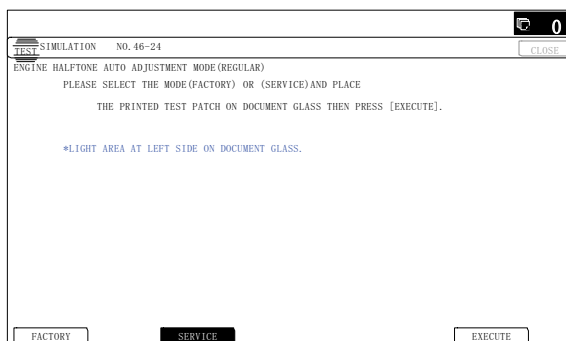 0
TEST SIMULATION NO.46-24
CLOSE
ENGINE HALFTONE AUTO ADJUSTMENT MODE(REGULAR)
PLEASE SELECT THE MODE(FACTORY) OR (SERVICE)AND PLACE
THE PRINTED TEST PATCH ON DOCUMENT GLASS THEN PRESS [EXECUTE].
*LIGHT AREA AT LEFT SIDE ON DOCUMENT GLASS.
FACTORY SERVICE EXECUTE